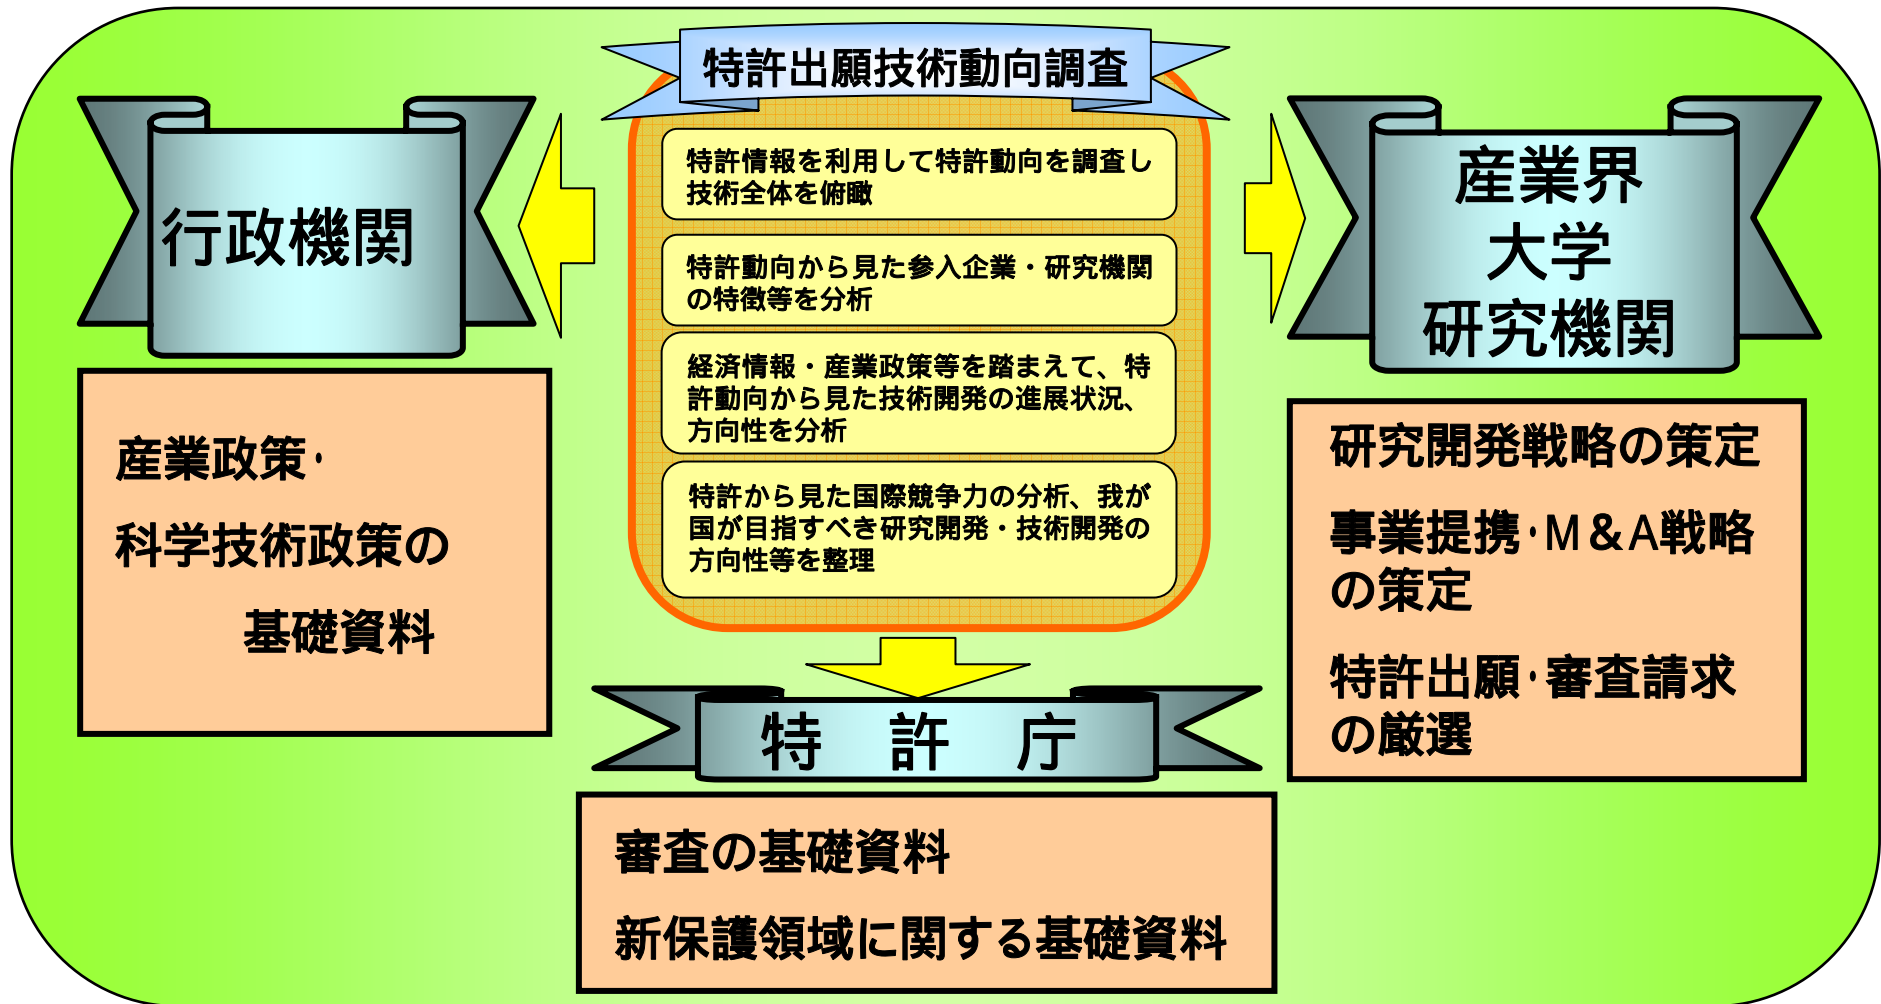 特許出願技術動向調査
特許情報を利用して特許動向を調査し
技術全体を俯瞰
特許動向から見た参入企業・研究機関
の特徴等を分析
経済情報・産業政策等を踏まえて、特
許動向から見た技術開発の進展状況、
方向性を分析
特許から見た国際競争力の分析、我が
国が目指すべき研究開発・技術開発の
方向性等を整理
行政機関
産業政策・
科学技術政策の
基礎資料
産業界
大学
研究機関
研究開発戦略の策定
事業提携・M&A戦略
の策定
特許出願・審査請求
の厳選
特 許 庁
審査の基礎資料
新保護領域に関する基礎資料